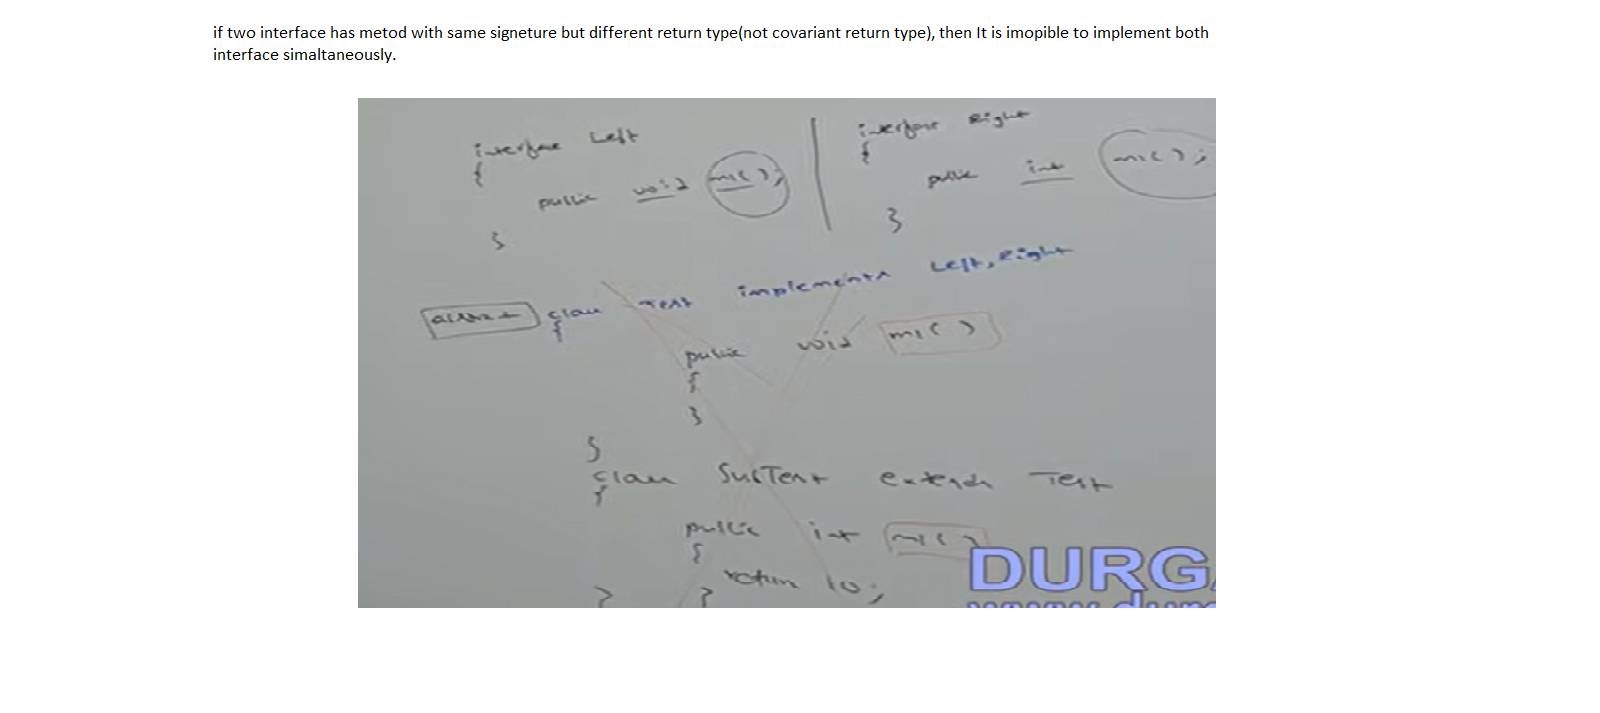 if two interface has metod with same signeture but different return type(not covariant return type), then It is imopible to implement both
interface simaltaneously.
interface Left
{
public void m1();
}
interface Right
{
public int m1();
}
class Test implements Left, Right
{
public void m1()
{
}
}
class SubTest extends Test
{
public int m1()
{
return 10;
}
}
DURG